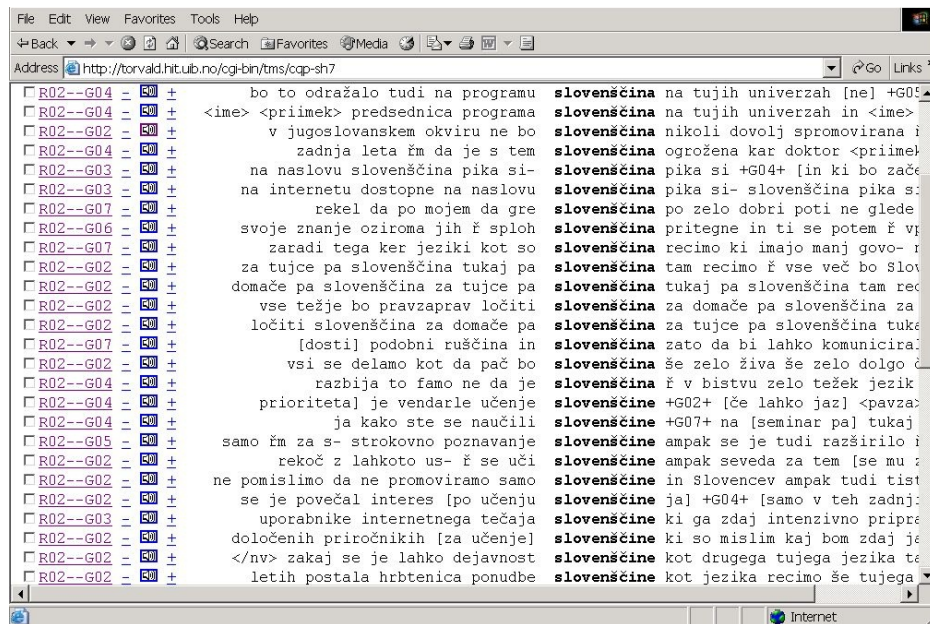 File Edit View Favorites Tools Help
Back Search Favorites Media
Address http://torvald.hit.uib.no/cgi-bin/tms/cqp-sh7 Go Links
R02--G04 - + bo to odražalo tudi na programu slovenščina na tujih univerzah [ne] +G05
R02--G04 - + <ime> <priimek> predsednica programa slovenščina na tujih univerzah in <ime>
R02--G02 - + v jugoslovanskem okviru ne bo slovenščina nikoli dovolj spromovirana ř
R02--G04 - + zadnja leta řm da je s tem slovenščina ogrožena kar doktor <priimek
R02--G03 - + na naslovu slovenščina pika si- slovenščina pika si +G04+ [in ki bo zače
R02--G03 - + na internetu dostopne na naslovu slovenščina pika si- slovenščina pika si
R02--G07 - + rekel da po mojem da gre slovenščina po zelo dobri poti ne glede
R02--G06 - + svoje znanje oziroma jih ř sploh slovenščina pritegne in ti se potem ř vp
R02--G07 - + zaradi tega ker jeziki kot so slovenščina recimo ki imajo manj govo-
R02--G02 - + za tujce pa slovenščina tukaj pa slovenščina tam recimo ř vse več bo Slov
R02--G02 - + domače pa slovenščina za tujce pa slovenščina tukaj pa slovenščina tam rec
R02--G02 - + vse težje bo pravzaprav ločiti slovenščina za domače pa slovenščina za
R02--G02 - + ločiti slovenščina za domače pa slovenščina za tujce pa slovenščina tuka
R02--G07 - + [dosti] podobni ruščina in slovenščina zato da bi lahko komuniciral
R02--G02 - + vsi se delamo kot da pač bo slovenščina še zelo živa še zelo dolgo č
R02--G04 - + razbija to famo ne da je slovenščina ř v bistvu zelo težek jezik
R02--G04 - + prioriteta] je vendarle učenje slovenščine +G02+ [če lahko jaz] <pavza>
R02--G04 - + ja kako ste se naučili slovenščine +G07+ na [seminar pa] tukaj
R02--G05 - + samo řm za s- strokovno poznavanje slovenščine ampak se je tudi razširilo ř
R02--G02 - + rekoč z lahkoto us- ř se uči slovenščine ampak seveda za tem [se mu z
R02--G02 - + ne pomislimo da ne promoviramo samo slovenščine in Slovencev ampak tudi tist
R02--G02 - + se je povečal interes [po učenju slovenščine ja] +G04+ [samo v teh zadnji
R02--G03 - + uporabnike internetnega tečaja slovenščine ki ga zdaj intenzivno pripra
R02--G02 - + določenih priročnikih [za učenje] slovenščine ki so mislim kaj bom zdaj ja
R02--G02 - + </nv> zakaj se je lahko dejavnost slovenščine kot drugega tujega jezika ta
R02--G02 - + letih postala hrbtenica ponudbe slovenščine kot jezika recimo še tujega
Internet